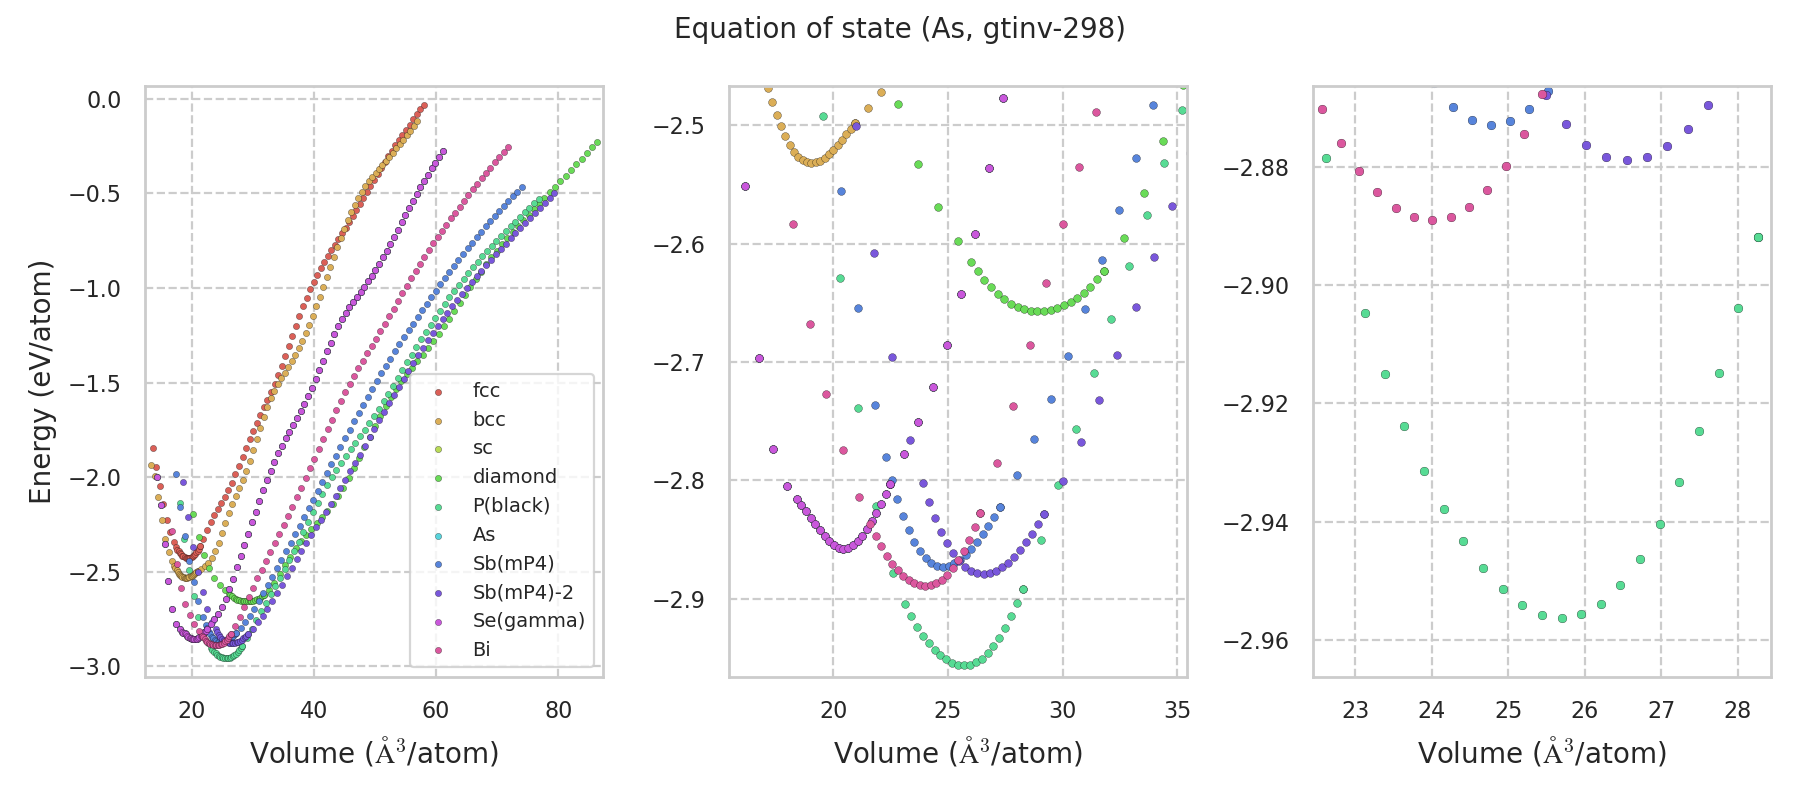 Equation of state (As, gtinv-298)
Energy (eV/atom)
0.0
−0.5
−1.0
−1.5
−2.0
−2.5
−3.0
20 40 60 80
Volume (Å³/atom)
fcc
bcc
sc
diamond
P(black)
As
Sb(mP4)
Sb(mP4)-2
Se(gamma)
Bi
−2.5
−2.6
−2.7
−2.8
−2.9
20 25 30 35
Volume (Å³/atom)
−2.88
−2.90
−2.92
−2.94
−2.96
23 24 25 26 27 28
Volume (Å³/atom)